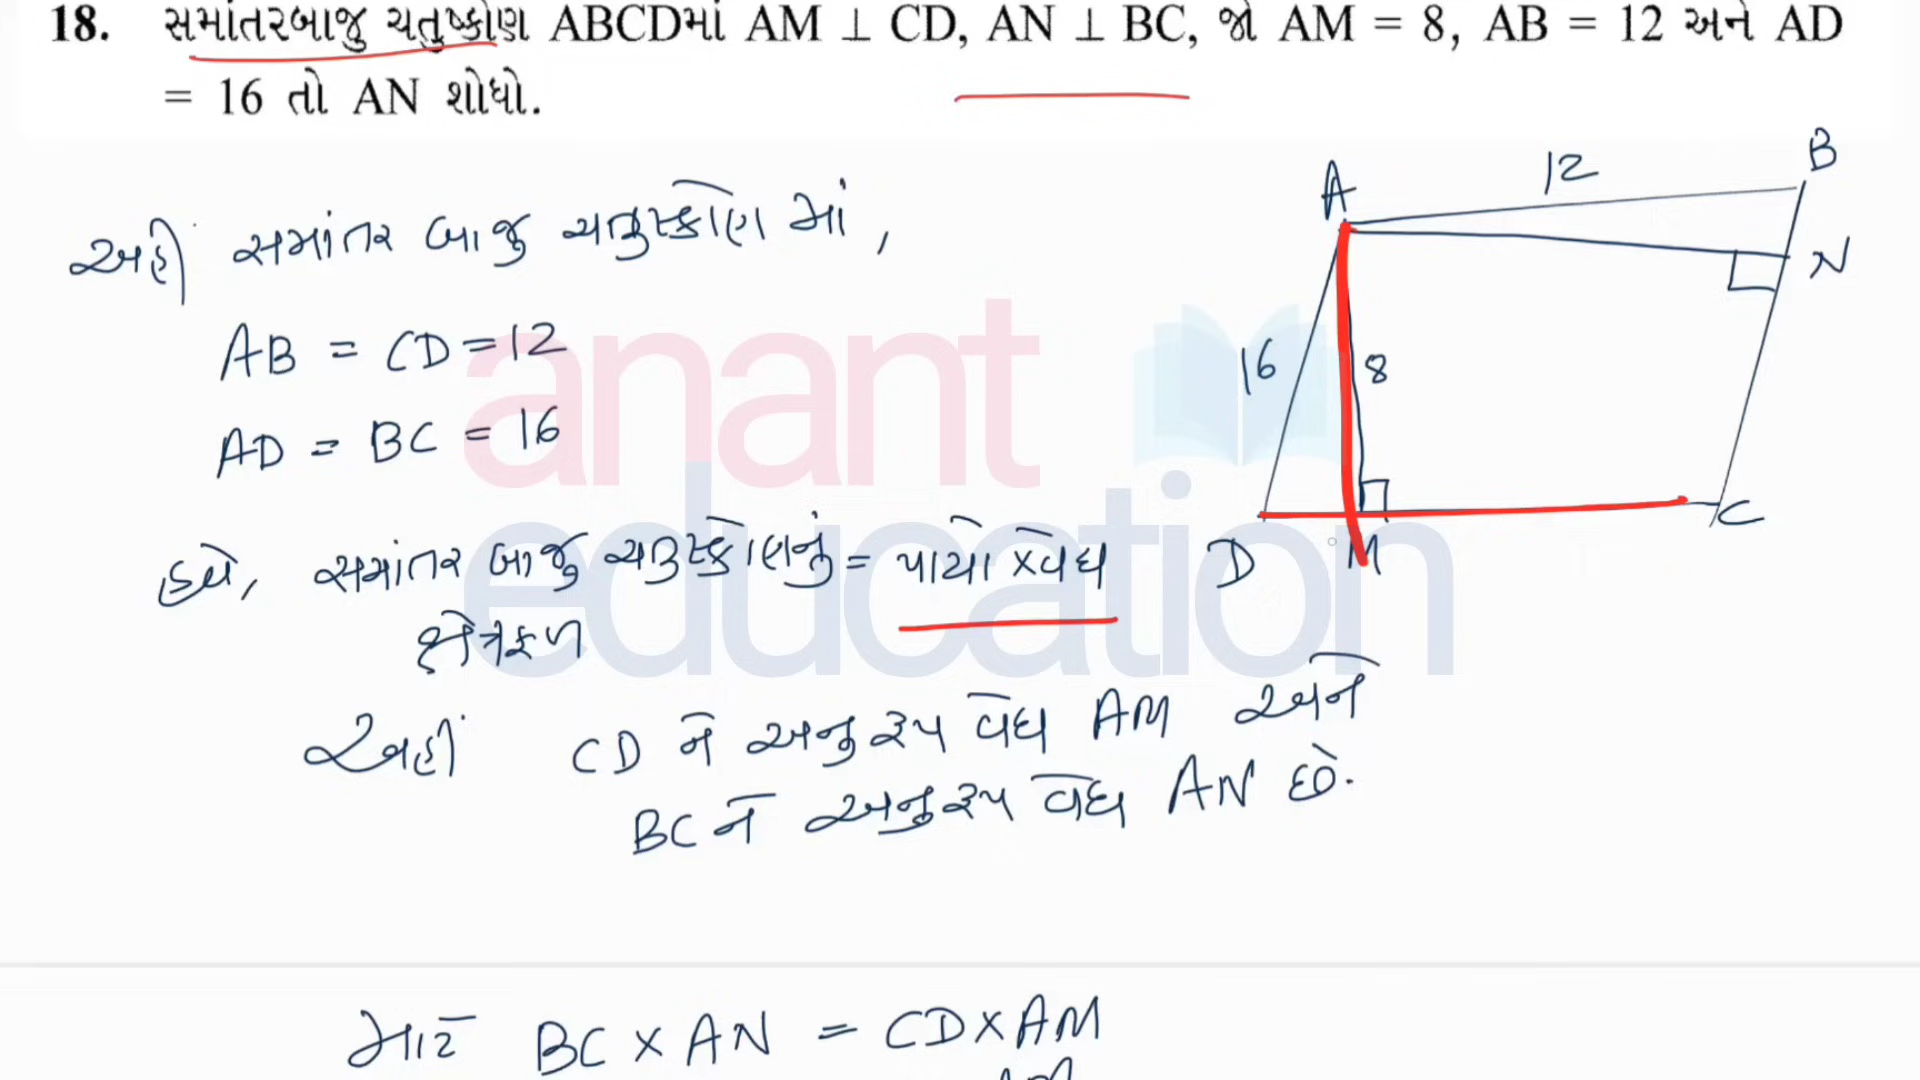 18. સમાંતરબાજુ ચતુષ્કોણ ABCDમાં AM ⊥ CD, AN ⊥ BC, જો AM = 8, AB = 12 અને AD
= 16 તો AN શોધો.
અહીં સમાંતર બાજુ ચતુષ્કોણ માં,
AB = CD = 12
AD = BC = 16
હવે, સમાંતર બાજુ ચતુષ્કોણનું = પાયો × વેધ
ક્ષેત્રફળ
અહીં CD ને અનુરૂપ વેધ AM અને
BC ને અનુરૂપ વેધ AN છે.
માટે BC × AN = CD × AM
A
12
B
N
16
8
D
M
C
anant
education